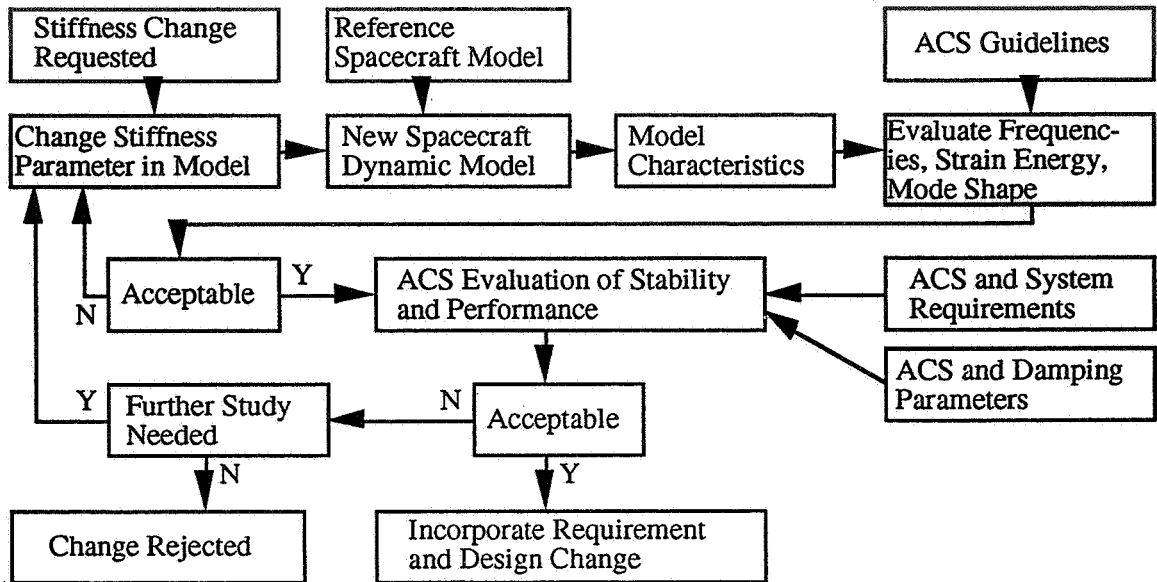 Stiffness Change
Requested
Reference
Spacecraft Model
ACS Guidelines
Change Stiffness
Parameter in Model
New Spacecraft
Dynamic Model
Model
Characteristics
Evaluate Frequenc-
ies, Strain Energy,
Mode Shape
Acceptable
Y
N
ACS Evaluation of Stability
and Performance
ACS and System
Requirements
ACS and Damping
Parameters
Y
Further Study
Needed
N
Acceptable
N
Y
Change Rejected
Incorporate Requirement
and Design Change